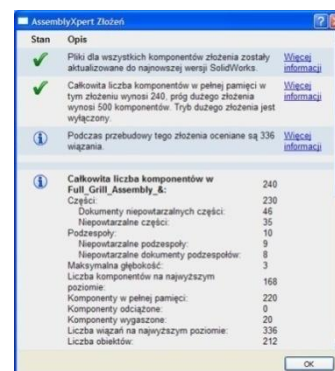 AssemblyXpert Złożeń
Stan Opis
Pliki dla wszystkich komponentów złożenia zostały Więcej
aktualizowane do najnowszej wersji SolidWorks. informacji
Całkowita liczba komponentów w pełnej pamięci w Więcej
tym złożeniu wynosi 240, próg dużego złożenia informacji
wynosi 500 komponentów. Tryb dużego złożenia jest
wyłączony.
Podczas przebudowy tego złożenia oceniane są 336 Więcej
wiązania. informacji
Całkowita liczba komponentów w
Full_Grill_Assembly_&: 240
Części: 230
Dokumenty niepowtarzalnych części: 46
Niepowtarzalne części: 35
Podzespoły: 10
Niepowtarzalne podzespoły: 9
Niepowtarzalne dokumenty podzespołów: 8
Maksymalna głębokość: 3
Liczba komponentów na najwyższym
poziomie: 168
Komponenty w pełnej pamięci: 220
Komponenty odciążone: 0
Komponenty wygaszone: 20
Liczba wiązań na najwyższym poziomie: 336
Liczba obiektów: 212
OK